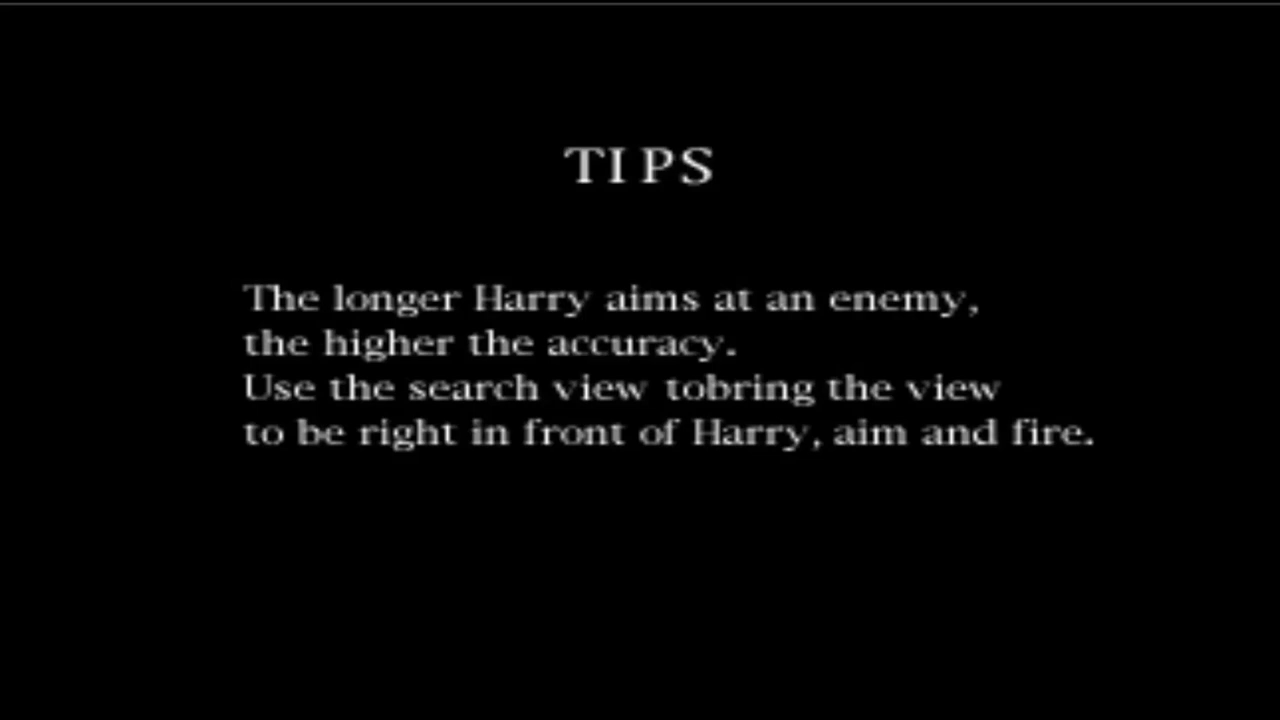 TIPS
The longer Harry aims at an enemy,
the higher the accuracy.
Use the search view tobring the view
to be right in front of Harry, aim and fire.